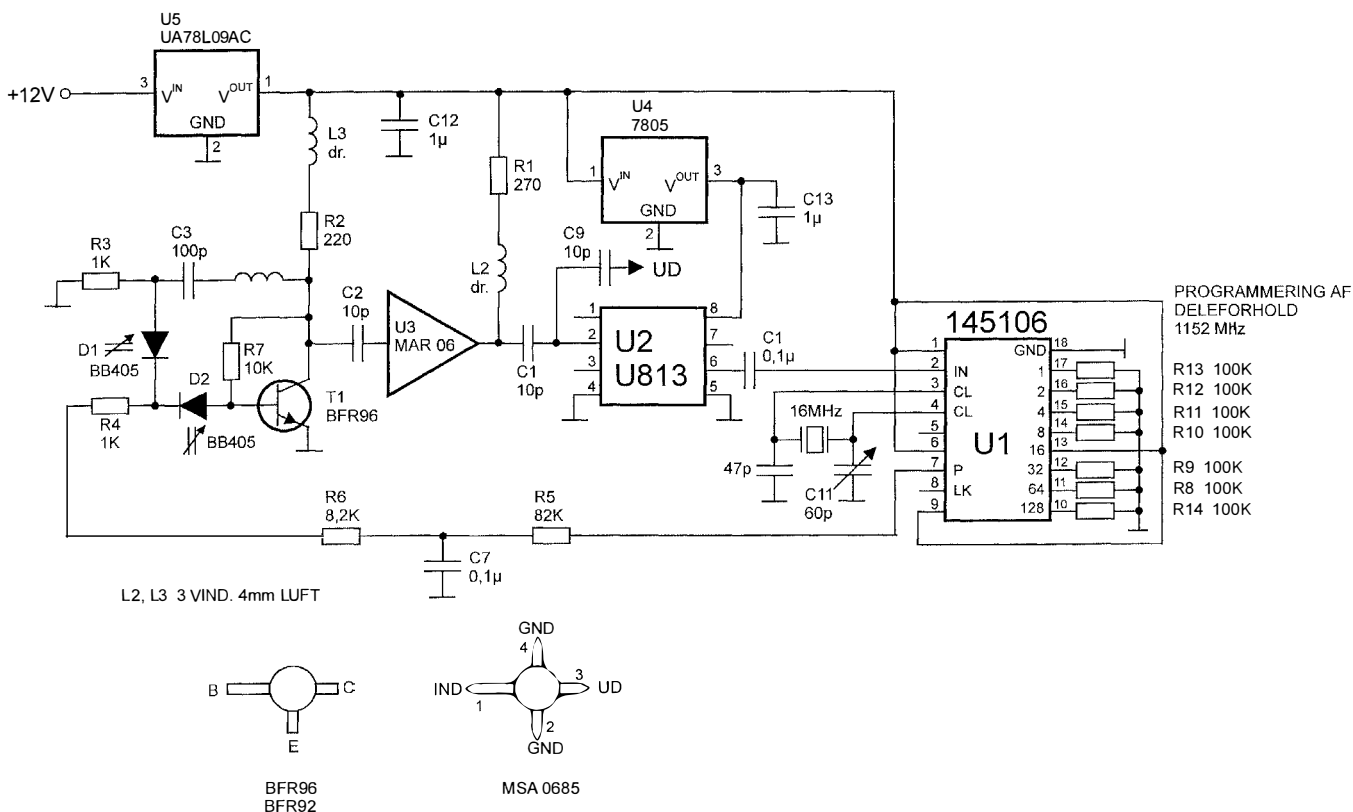 U5
UA78L09AC
+12V
3
V IN
V OUT
1
GND
2
L3
dr.
C12
1µ
R1
270
U4
7805
1
V IN
V OUT
3
GND
2
C13
1µ
R2
220
R3
1K
C3
100p
L2
dr.
C9
10p
UD
C2
10p
U3
MAR 06
C1
10p
1
2
3
4
U2
U813
8
7
6
5
C1
0,1µ
D1
BB405
R7
10K
D2
BB405
T1
BFR96
R4
1K
145106
PROGRAMMERING AF
DELEFORHOLD
1152 MHz
1
2 IN
3 CL
4 CL
5
6
7 P
8 LK
9
U1
GND 18
1 17
2 16
4 15
8 14
16 13
32 12
64 11
128 10
R13 100K
R12 100K
R11 100K
R10 100K
R9 100K
R8 100K
R14 100K
16MHz
47p
C11
60p
R6
8,2K
R5
82K
C7
0,1µ
L2, L3 3 VIND. 4mm LUFT
B
C
E
BFR96
BFR92
GND
4
IND
1
3
UD
2
GND
MSA 0685